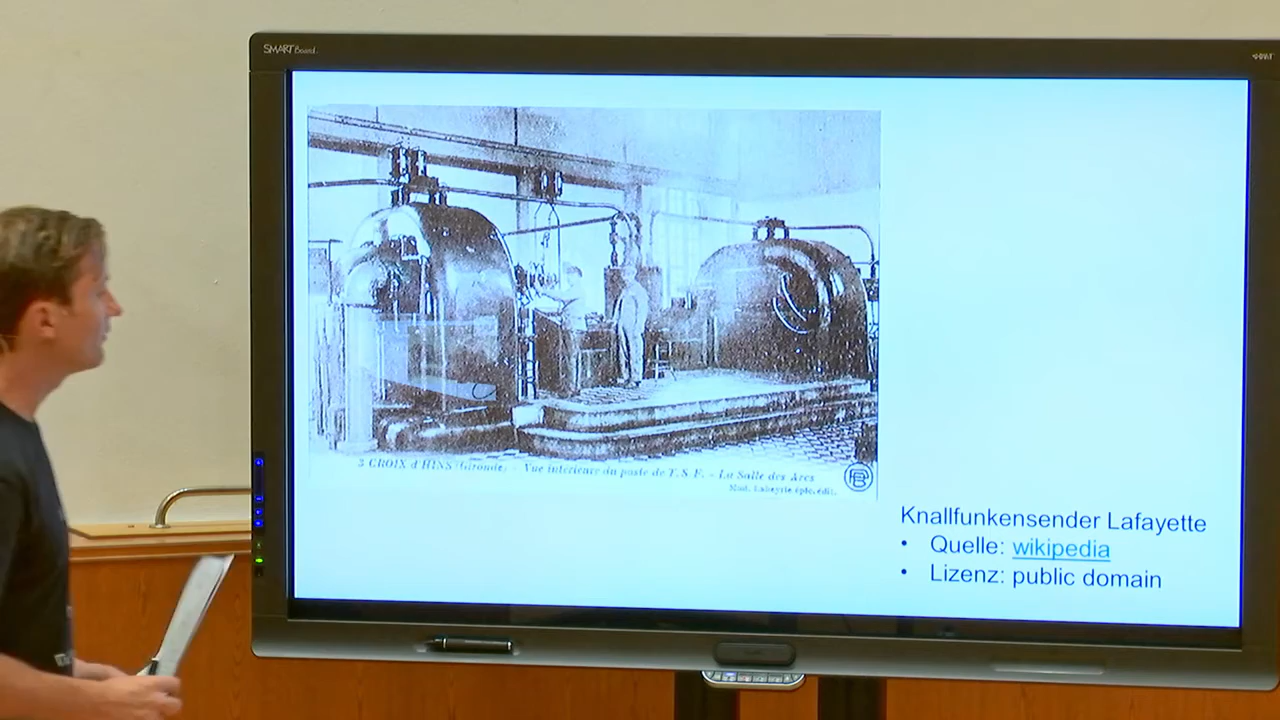 SMART Board
3 CROIX d'HINS (Gironde) - Vue intérieure du poste de T. S. F. - La Salle des Arcs
édit.
Knallfunkensender Lafayette
• Quelle: wikipedia
• Lizenz: public domain